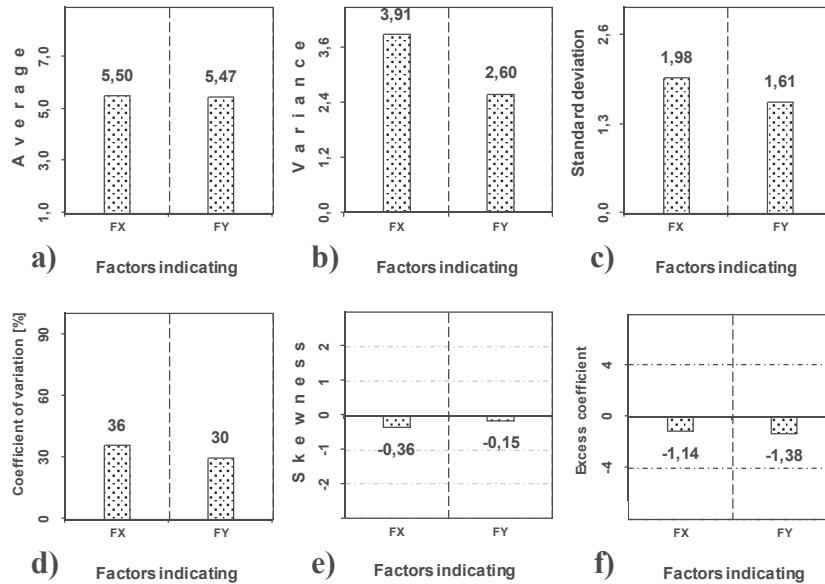 Average
7,0
5,0
3,0
1,0
5,50
5,47
FX
FY
a)
Factors indicating
Variance
3,6
2,4
1,2
0,0
3,91
2,60
FX
FY
b)
Factors indicating
Standard deviation
2,6
1,3
0,0
1,98
1,61
FX
FY
c)
Factors indicating
Coefficient of variation [%]
90
60
30
0
36
30
FX
FY
d)
Factors indicating
Skewness
2
1
0
-1
-2
-0,36
-0,15
FX
FY
e)
Factors indicating
Excess coefficient
4
0
-4
-1,14
-1,38
FX
FY
f)
Factors indicating